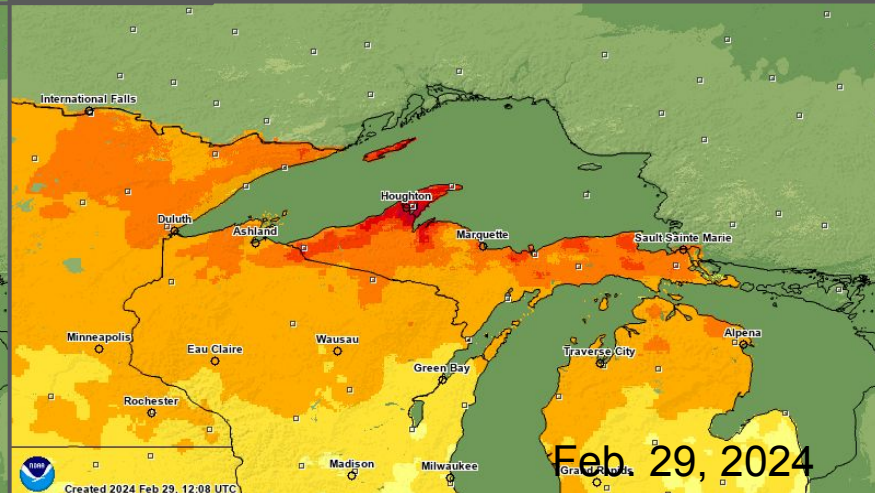 International Falls
Houghton
Duluth
Ashland
Marquette
Sault Sainte Marie
Minneapolis
Eau Claire
Wausau
Alpena
Traverse City
Green Bay
Rochester
Madison
Milwaukee
Grand Rapids
Feb. 29, 2024
NOAA
Created 2024 Feb 29, 12:08 UTC